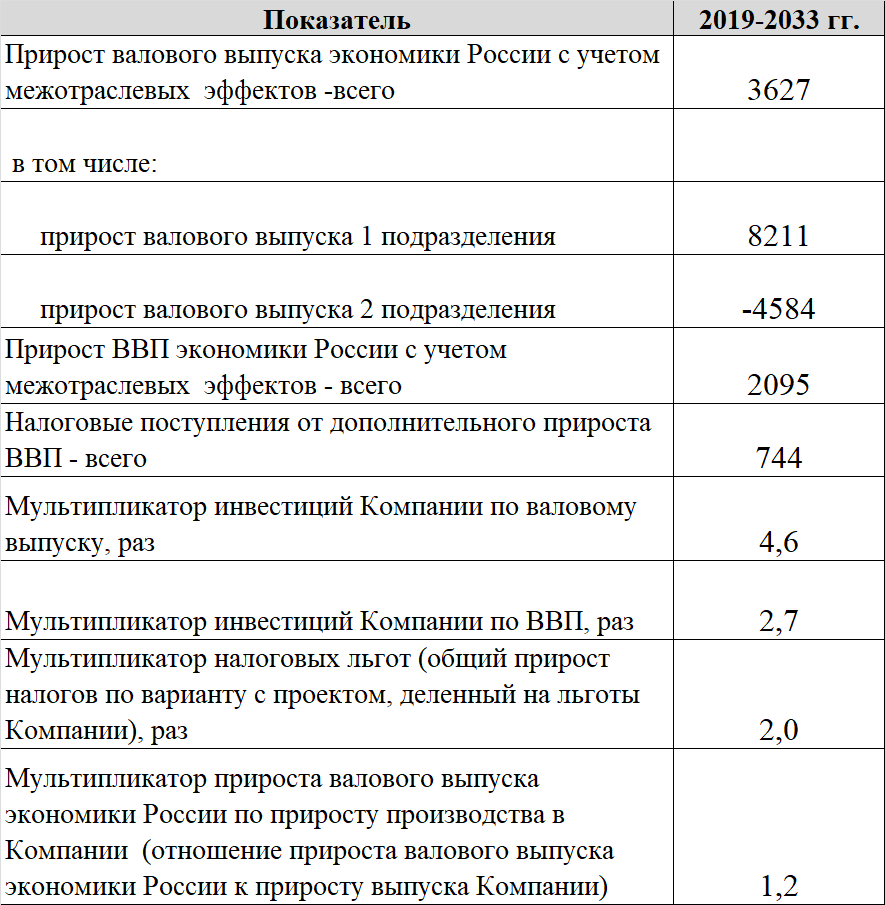 Показатель 2019-2033 гг.
Прирост валового выпуска экономики России с учетом
межотраслевых  эффектов -всего 3627
в том числе:
прирост валового выпуска 1 подразделения 8211
прирост валового выпуска 2 подразделения -4584
Прирост ВВП экономики России с учетом
межотраслевых  эффектов - всего 2095
Налоговые поступления от дополнительного прироста
ВВП - всего 744
Мультипликатор инвестиций Компании по валовому
выпуску, раз 4,6
Мультипликатор инвестиций Компании по ВВП, раз 2,7
Мультипликатор налоговых льгот (общий прирост
налогов по варианту с проектом, деленный на льготы
Компании), раз 2,0
Мультипликатор прироста валового выпуска
экономики России по приросту производства в
Компании  (отношение прироста валового выпуска
экономики России к приросту выпуска Компании) 1,2